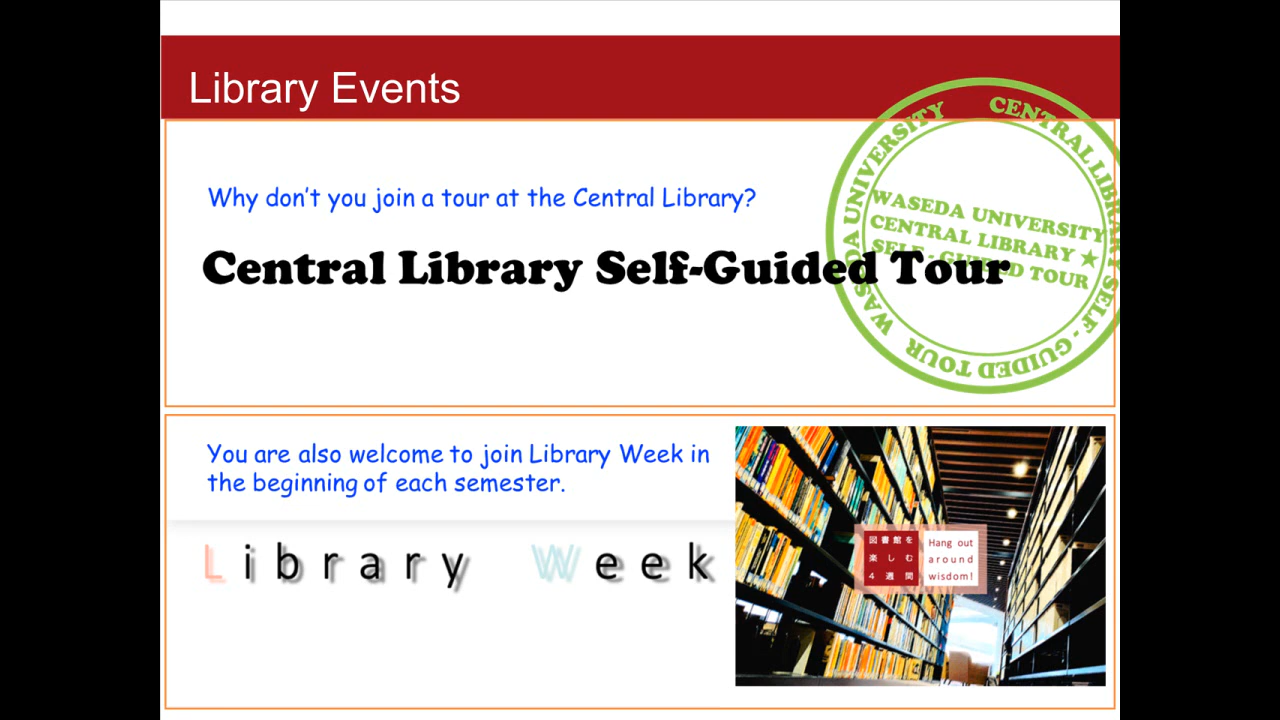 Library Events
WASEDA UNIVERSITY CENTRAL LIBRARY SELF-GUIDED TOUR
WASEDA UNIVERSITY
CENTRAL LIBRARY ★
SELF-GUIDED TOUR
Why don't you join a tour at the Central Library?
Central Library Self-Guided Tour
You are also welcome to join Library Week in
the beginning of each semester.
Library Week
図書館を
楽しむ
4週間
Hang out
around
wisdom!